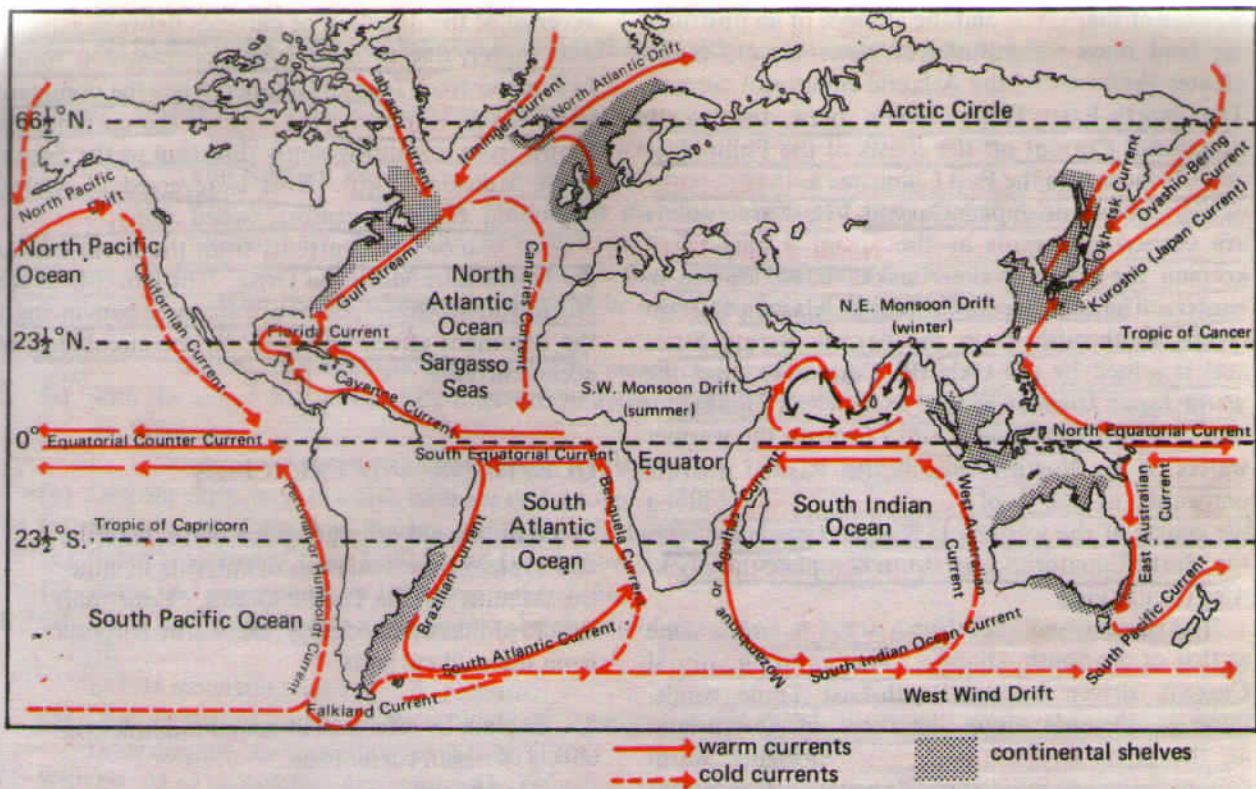 Labrador Current
Irminger Current
North Atlantic Drift
Arctic Circle
66½°N.
North Pacific
Drift
North Pacific
Ocean
Californian Current
Gulf Stream
North
Atlantic
Ocean
Canaries Current
Okhotsk Current
Oyashio-Bering
Kuroshio (Japan Current)
N.E. Monsoon Drift
(winter)
Tropic of Cancer
23½°N.
Florida Current
Sargasso
Seas
Cayenne Current
S.W. Monsoon Drift
(summer)
0°
Equatorial Counter Current
South Equatorial Current
Equator
North Equatorial Current
Tropic of Capricorn
23½°S.
South
Atlantic
Ocean
South Indian
Ocean
Peruvian or Humboldt Current
Brazilian Current
Benguela Current
Mozambique or Agulhas Current
West Australian
Current
East Australian
Current
South Pacific Ocean
South Atlantic Current
South Indian Ocean Current
South Pacific Current
West Wind Drift
Falkland Current
warm currents
cold currents
continental shelves